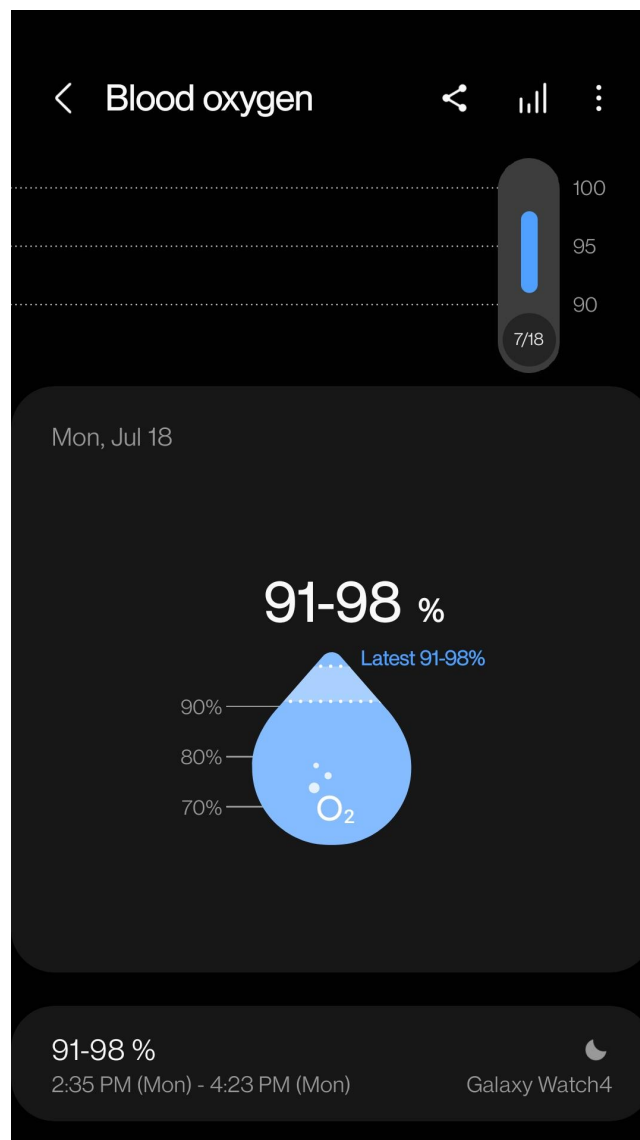 Blood oxygen
100
95
90
7/18
Mon, Jul 18
91-98 %
Latest 91-98%
90%
80%
70%
O2
91-98 %
2:35 PM (Mon) - 4:23 PM (Mon)
Galaxy Watch4